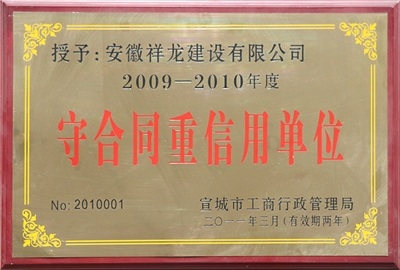 授予：安徽祥龙建设有限公司
2009—2010年度
守合同重信用单位
No: 2010001
宣城市工商行政管理局
二〇一一年三月(有效期两年)